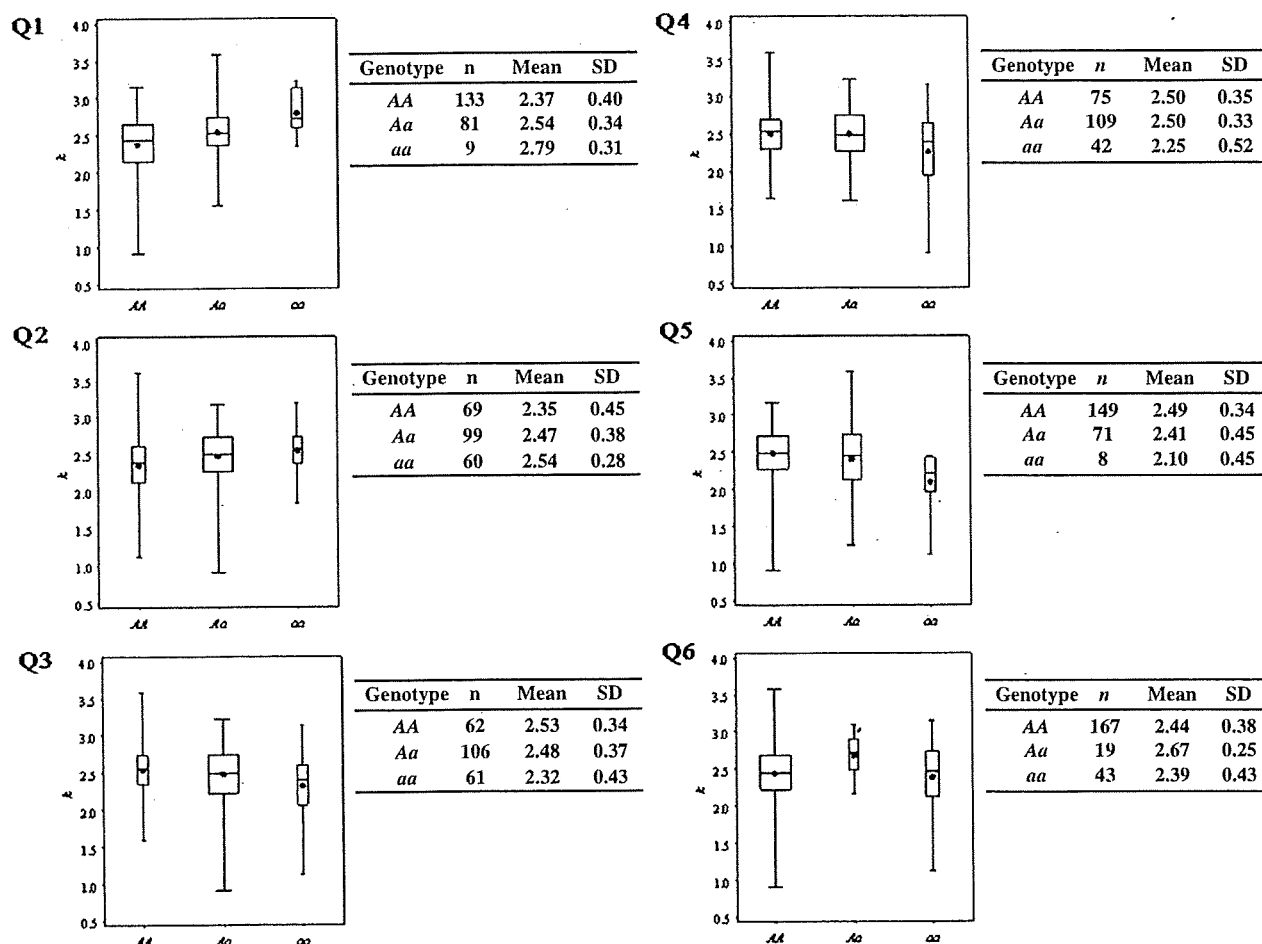 Q1
4.0
3.5
3.0
2.5
2.0
1.5
1.0
0.5
k
AA Aa aa
Genotype n Mean SD
AA 133 2.37 0.40
Aa 81 2.54 0.34
aa 9 2.79 0.31
Q2
4.0
3.5
3.0
2.5
2.0
1.5
1.0
0.5
k
AA Aa aa
Genotype n Mean SD
AA 69 2.35 0.45
Aa 99 2.47 0.38
aa 60 2.54 0.28
Q3
4.0
3.5
3.0
2.5
2.0
1.5
1.0
0.5
k
AA Aa aa
Genotype n Mean SD
AA 62 2.53 0.34
Aa 106 2.48 0.37
aa 61 2.32 0.43
Q4
4.0
3.5
3.0
2.5
2.0
1.5
1.0
0.5
k
AA Aa aa
Genotype n Mean SD
AA 75 2.50 0.35
Aa 109 2.50 0.33
aa 42 2.25 0.52
Q5
4.0
3.5
3.0
2.5
2.0
1.5
1.0
0.5
k
AA Aa aa
Genotype n Mean SD
AA 149 2.49 0.34
Aa 71 2.41 0.45
aa 8 2.10 0.45
Q6
4.0
3.5
3.0
2.5
2.0
1.5
1.0
0.5
k
AA Aa aa
Genotype n Mean SD
AA 167 2.44 0.38
Aa 19 2.67 0.25
aa 43 2.39 0.43